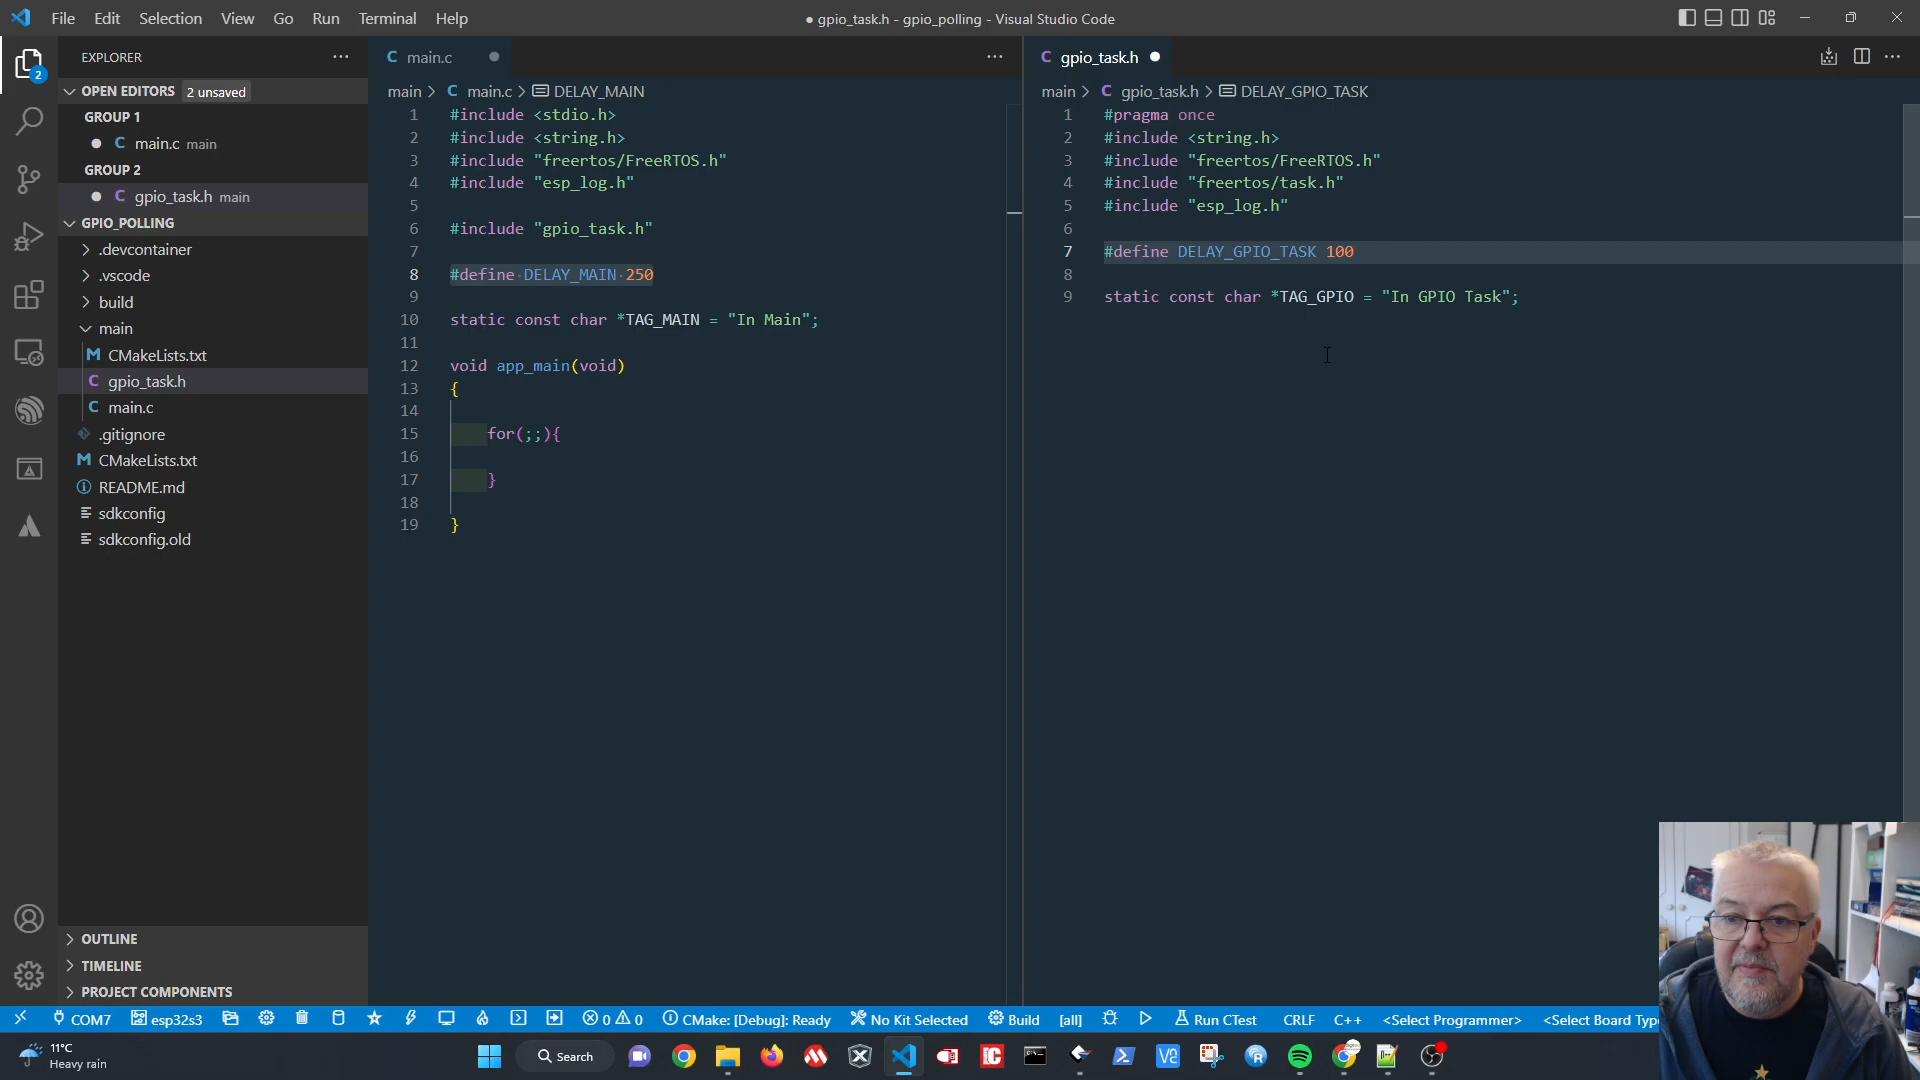 File Edit Selection View Go Run Terminal Help
● gpio_task.h - gpio_polling - Visual Studio Code
EXPLORER
OPEN EDITORS 2 unsaved
GROUP 1
C main.c main
GROUP 2
C gpio_task.h main
GPIO_POLLING
.devcontainer
.vscode
build
main
CMakeLists.txt
C gpio_task.h
C main.c
.gitignore
CMakeLists.txt
README.md
sdkconfig
sdkconfig.old
OUTLINE
TIMELINE
PROJECT COMPONENTS
2
C main.c
main > C main.c > DELAY_MAIN
1 #include <stdio.h>
2 #include <string.h>
3 #include "freertos/FreeRTOS.h"
4 #include "esp_log.h"
5
6 #include "gpio_task.h"
7
8 #define DELAY_MAIN 250
9
10 static const char *TAG_MAIN = "In Main";
11
12 void app_main(void)
13 {
14
15 for(;;){
16
17 }
18
19 }
C gpio_task.h ●
main > C gpio_task.h > DELAY_GPIO_TASK
1 #pragma once
2 #include <string.h>
3 #include "freertos/FreeRTOS.h"
4 #include "freertos/task.h"
5 #include "esp_log.h"
6
7 #define DELAY_GPIO_TASK 100
8
9 static const char *TAG_GPIO = "In GPIO Task";
COM7 esp32s3 0 0 CMake: [Debug]: Ready No Kit Selected Build [all] Run CTest CRLF C++ <Select Programmer> <Select Board Typ
11°C
Heavy rain
Search